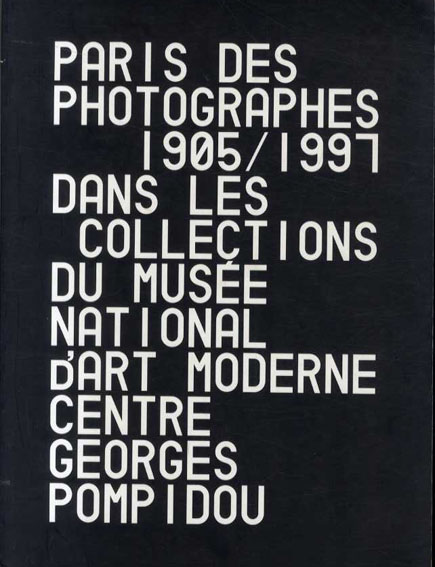 PARIS DES
PHOTOGRAPHES
1905/1997
DANS LES
COLLECTIONS
DU MUSÉE
NATIONAL
D'ART MODERNE
CENTRE
GEORGES
POMPIDOU